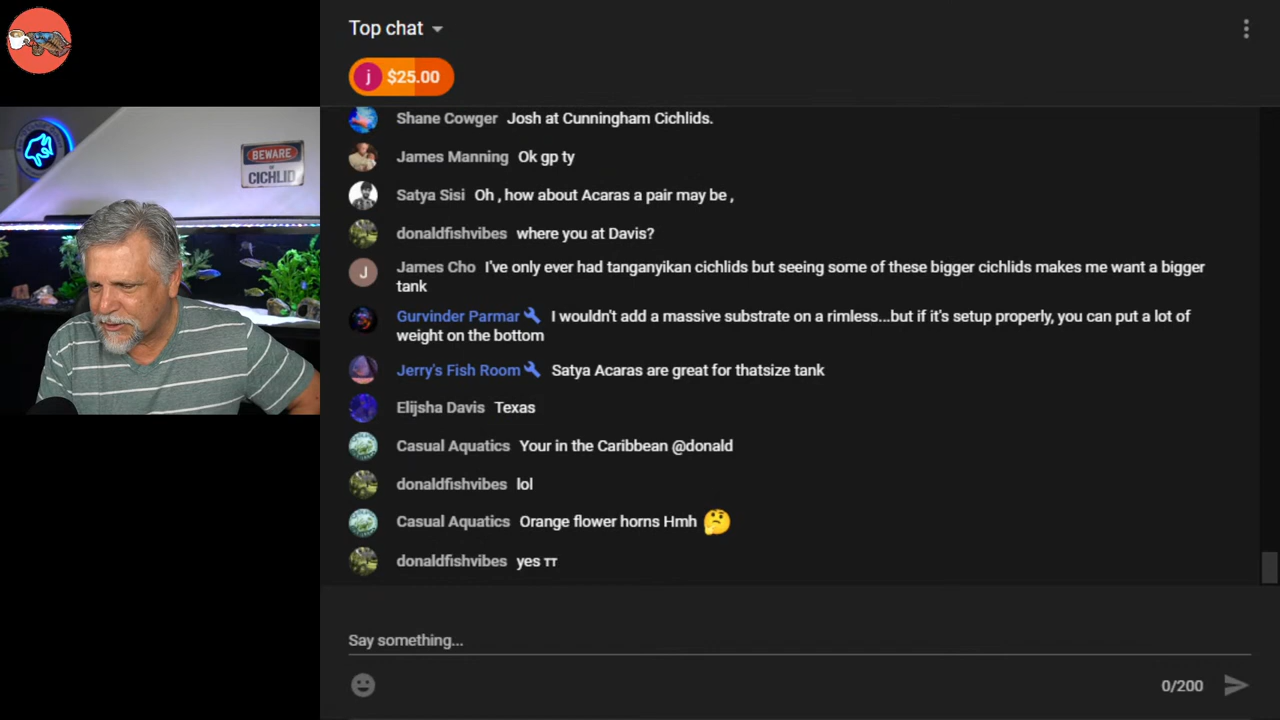 Top chat
j $25.00
Shane Cowger Josh at Cunningham Cichlids.
James Manning Ok gp ty
Satya Sisi Oh , how about Acaras a pair may be ,
donaldfishvibes where you at Davis?
J James Cho I've only ever had tanganyikan cichlids but seeing some of these bigger cichlids makes me want a bigger
tank
Gurvinder Parmar I wouldn't add a massive substrate on a rimless...but if it's setup properly, you can put a lot of
weight on the bottom
Jerry's Fish Room Satya Acaras are great for thatsize tank
Elijsha Davis Texas
Casual Aquatics Your in the Caribbean @donald
donaldfishvibes lol
Casual Aquatics Orange flower horns Hmh 🤔
donaldfishvibes yes ᴛᴛ
Say something...
0/200
BEWARE
CICHLID